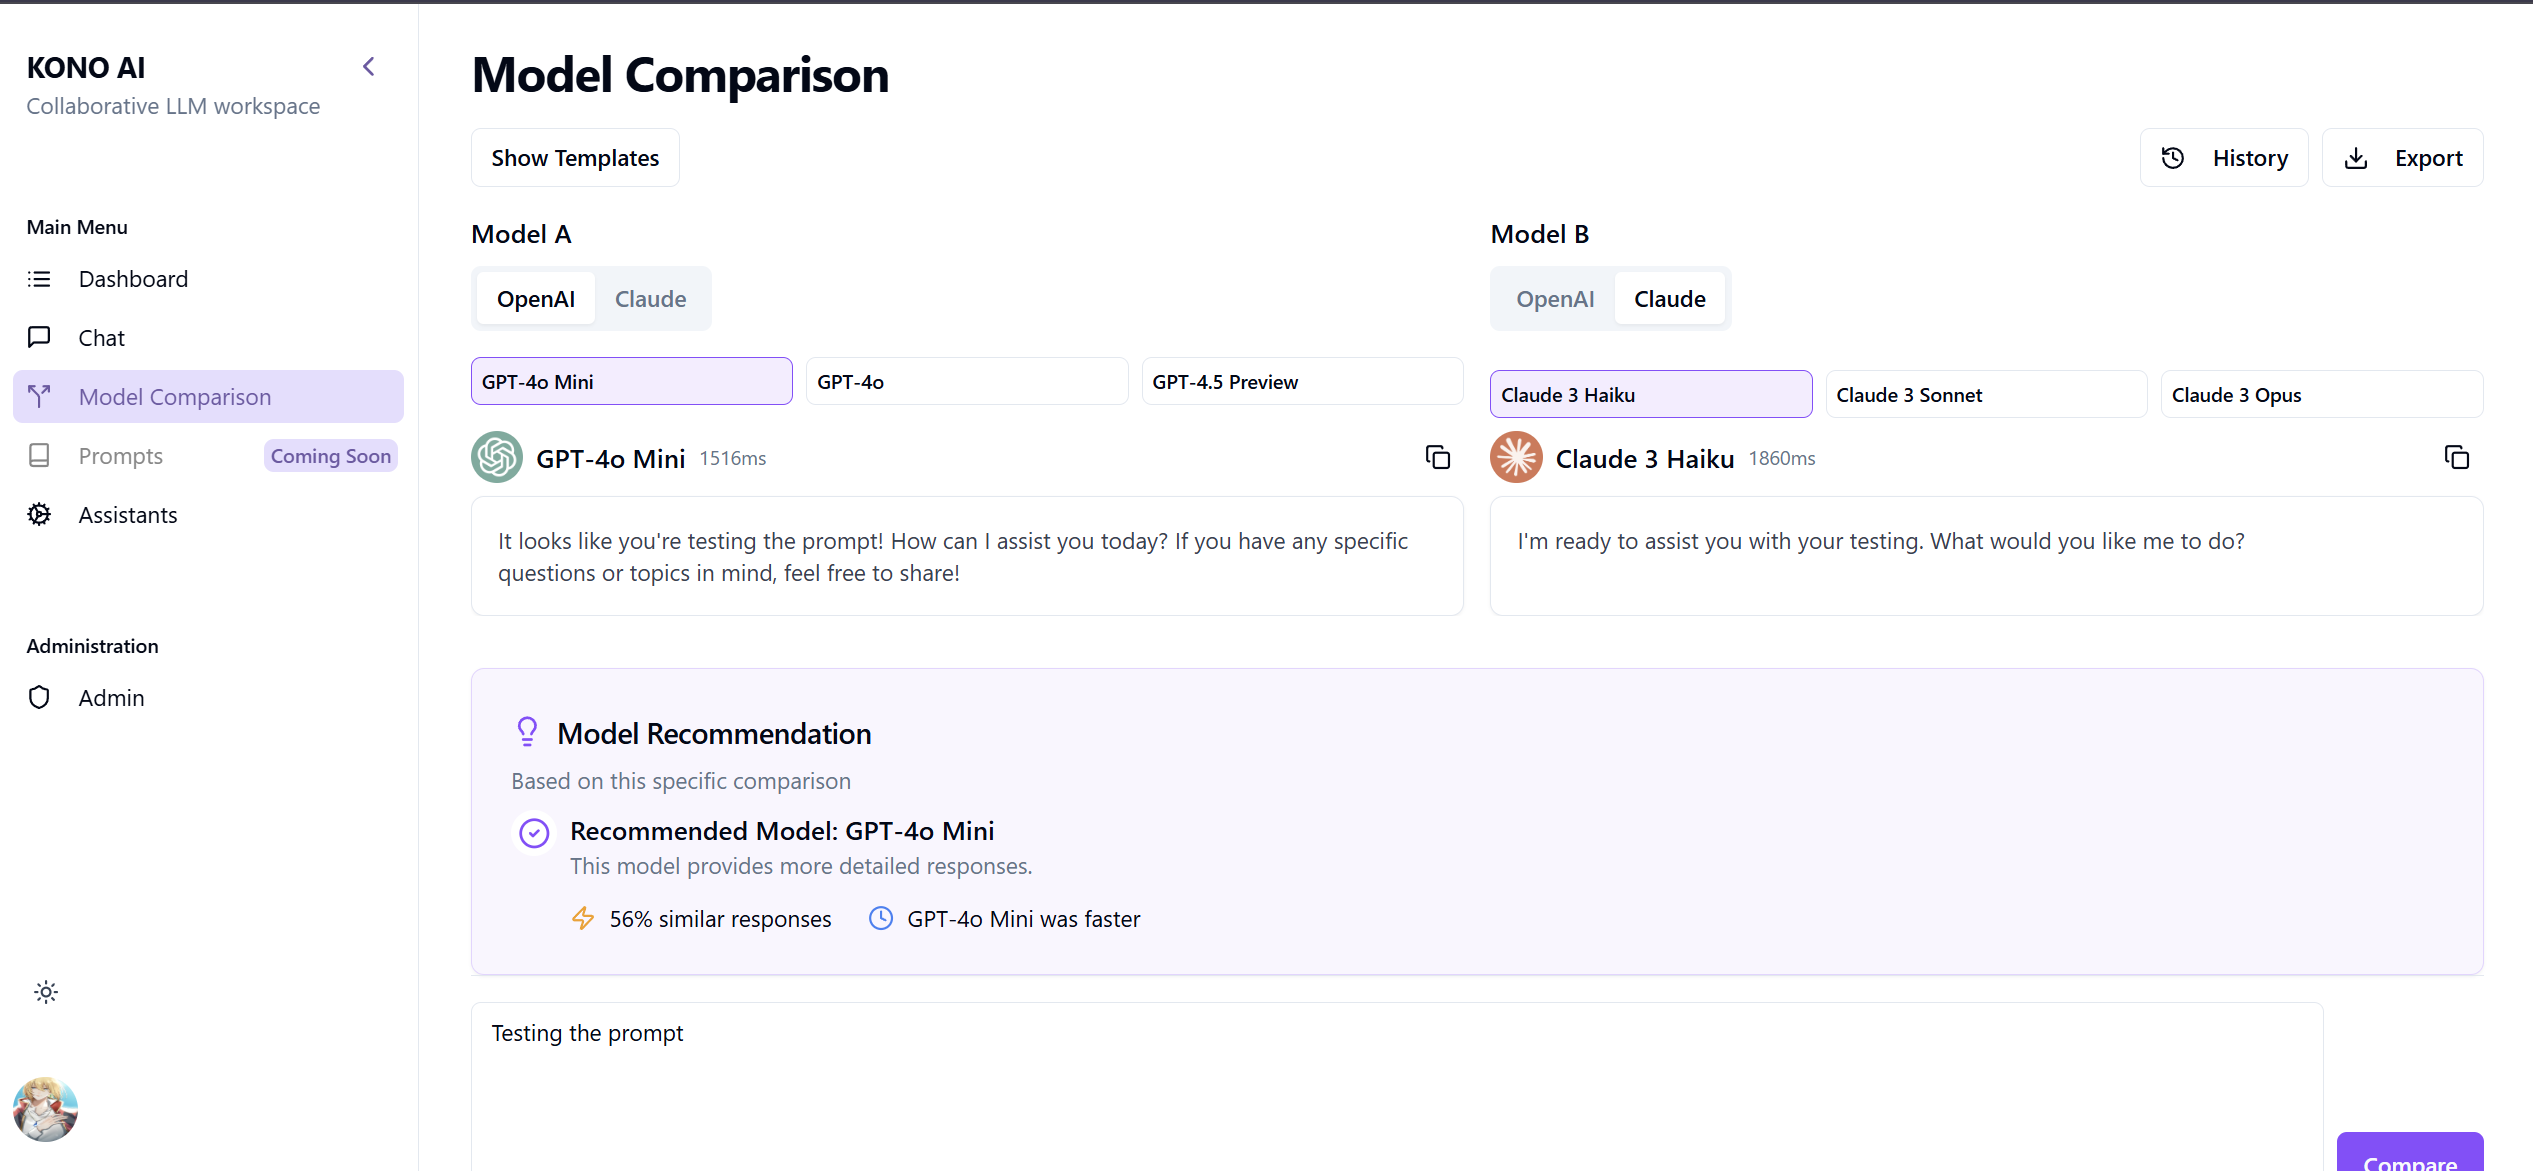 KONO AI
Collaborative LLM workspace
Main Menu
Dashboard
Chat
Model Comparison
Prompts
Coming Soon
Assistants
Administration
Admin
Model Comparison
Show Templates
History
Export
Model A
OpenAI
Claude
GPT-4o Mini
GPT-4o
GPT-4.5 Preview
GPT-4o Mini 1516ms
It looks like you're testing the prompt! How can I assist you today? If you have any specific
questions or topics in mind, feel free to share!
Model B
OpenAI
Claude
Claude 3 Haiku
Claude 3 Sonnet
Claude 3 Opus
Claude 3 Haiku 1860ms
I'm ready to assist you with your testing. What would you like me to do?
Model Recommendation
Based on this specific comparison
Recommended Model: GPT-4o Mini
This model provides more detailed responses.
56% similar responses
GPT-4o Mini was faster
Testing the prompt
Compare